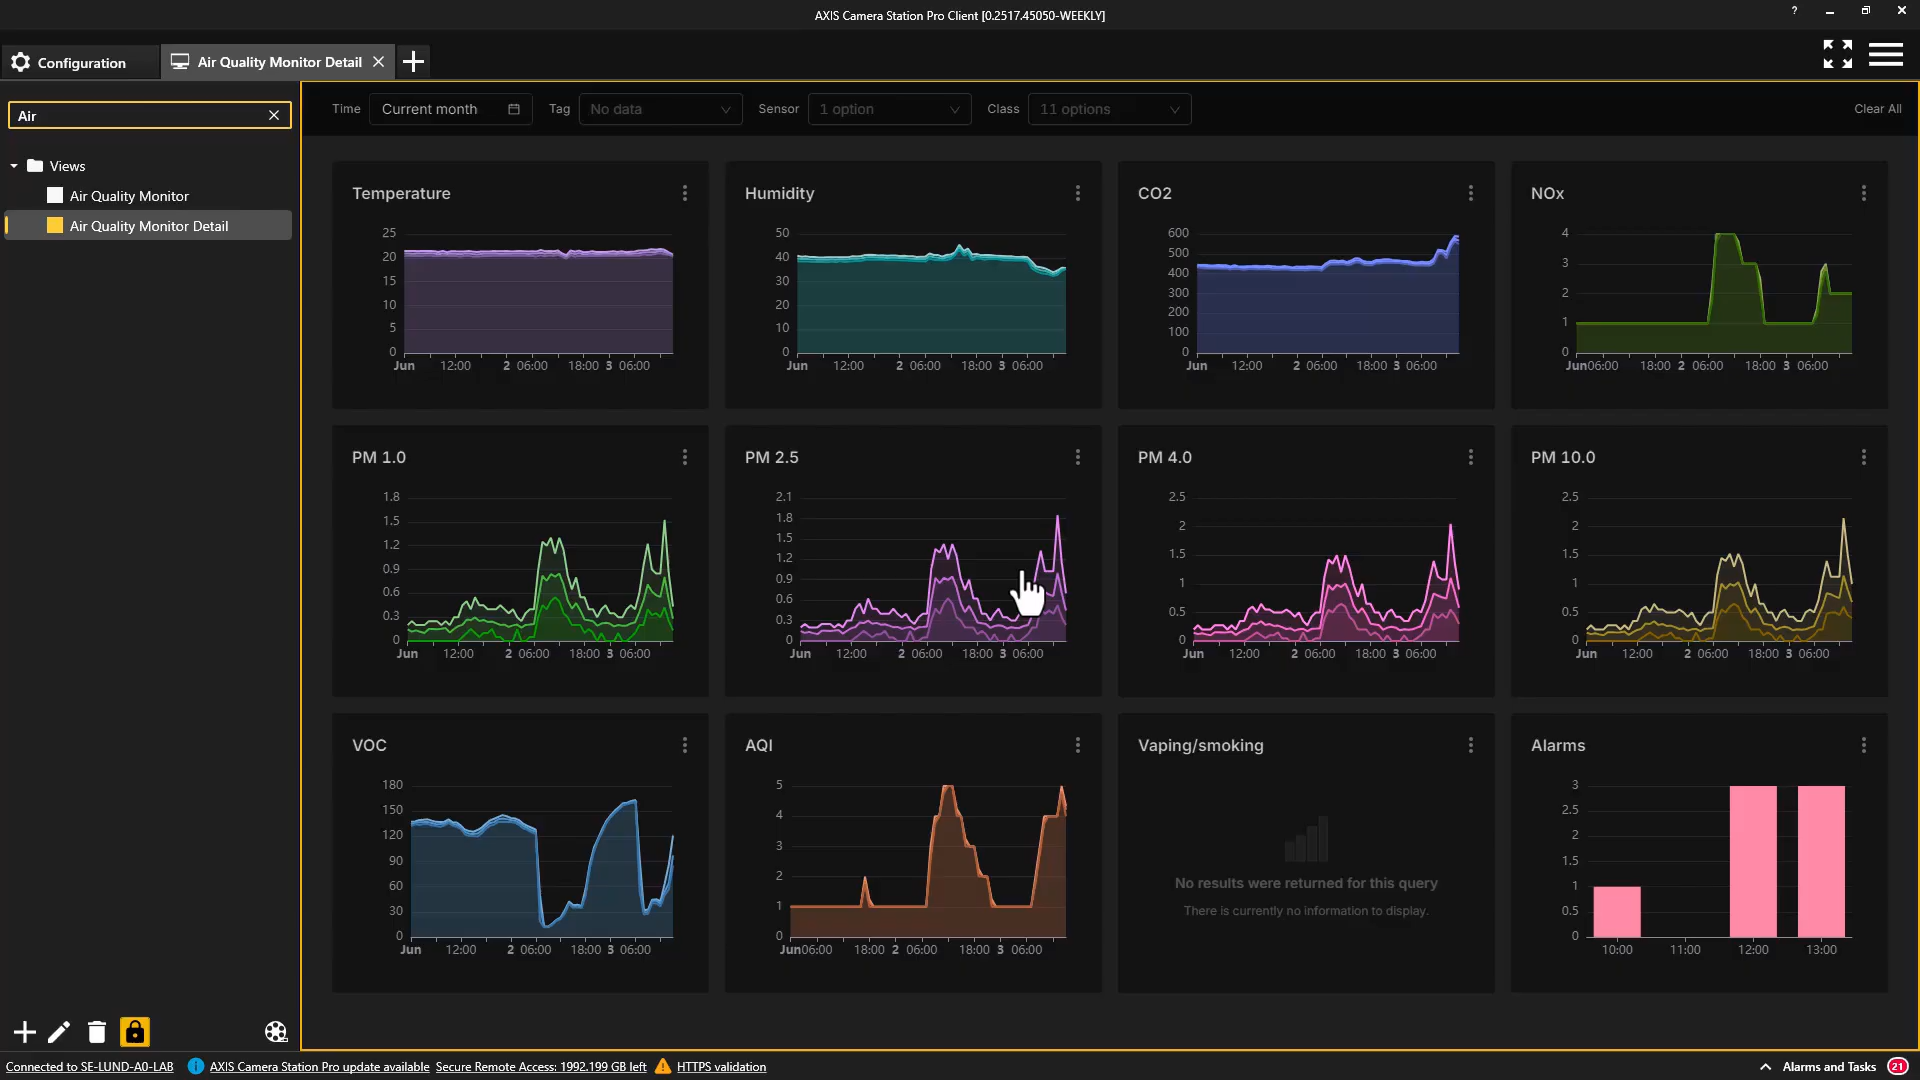 AXIS Camera Station Pro Client [0.2517.45050-WEEKLY]
?
Configuration
Air Quality Monitor Detail
Air
Views
Air Quality Monitor
Air Quality Monitor Detail
Time Current month Tag No data Sensor 1 option Class 11 options Clear All
Temperature
25
20
15
10
5
0
Jun 12:00 2 06:00 18:00 3 06:00
Humidity
50
40
30
20
10
0
Jun 12:00 2 06:00 18:00 3 06:00
CO2
600
500
400
300
200
100
0
Jun 12:00 2 06:00 18:00 3 06:00
NOx
4
3
2
1
0
Jun 06:00 18:00 2 06:00 18:00 3 06:00
PM 1.0
1.8
1.5
1.2
0.9
0.6
0.3
0
Jun 12:00 2 06:00 18:00 3 06:00
PM 2.5
2.1
1.8
1.5
1.2
0.9
0.6
0.3
0
Jun 12:00 2 06:00 18:00 3 06:00
PM 4.0
2.5
2
1.5
1
0.5
0
Jun 12:00 2 06:00 18:00 3 06:00
PM 10.0
2.5
2
1.5
1
0.5
0
Jun 12:00 2 06:00 18:00 3 06:00
VOC
180
150
120
90
60
30
0
Jun 12:00 2 06:00 18:00 3 06:00
AQI
5
4
3
2
1
0
Jun 06:00 18:00 2 06:00 18:00 3 06:00
Vaping/smoking
No results were returned for this query
There is currently no information to display.
Alarms
3
2.5
2
1.5
1
0.5
0
10:00 11:00 12:00 13:00
Connected to SE-LUND-A0-LAB AXIS Camera Station Pro update available Secure Remote Access: 1992.199 GB left HTTPS validation Alarms and Tasks 21